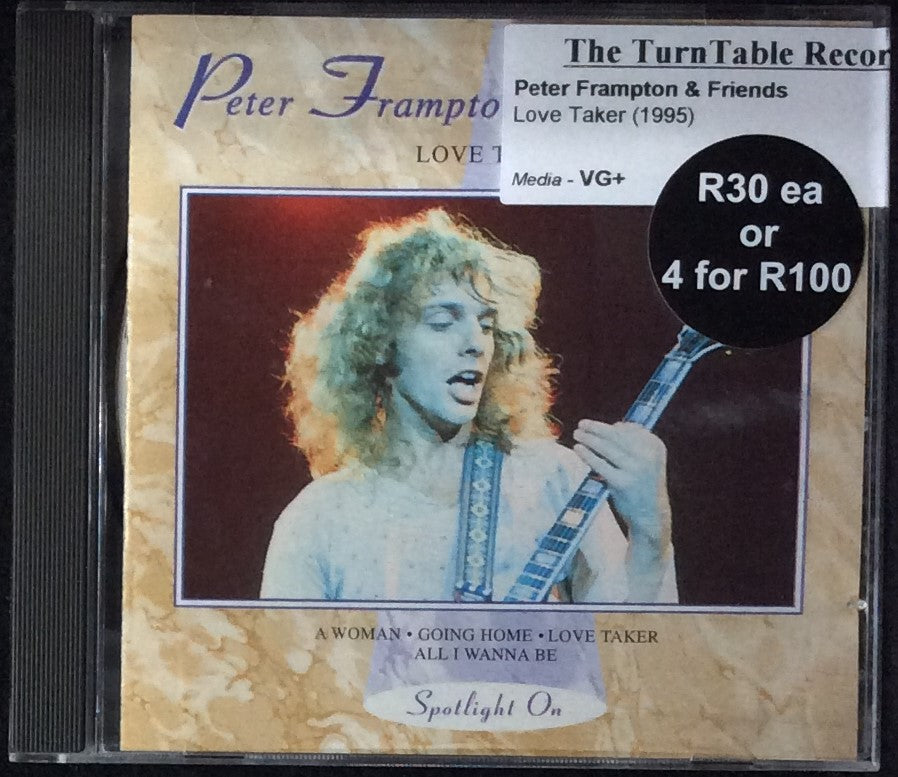 Peter Frampto
The TurnTable Recor
Peter Frampton & Friends
Love Taker (1995)
LOVE T
Media - VG+
R30 ea
or
4 for R100
A WOMAN • GOING HOME • LOVE TAKER
ALL I WANNA BE
Spotlight On